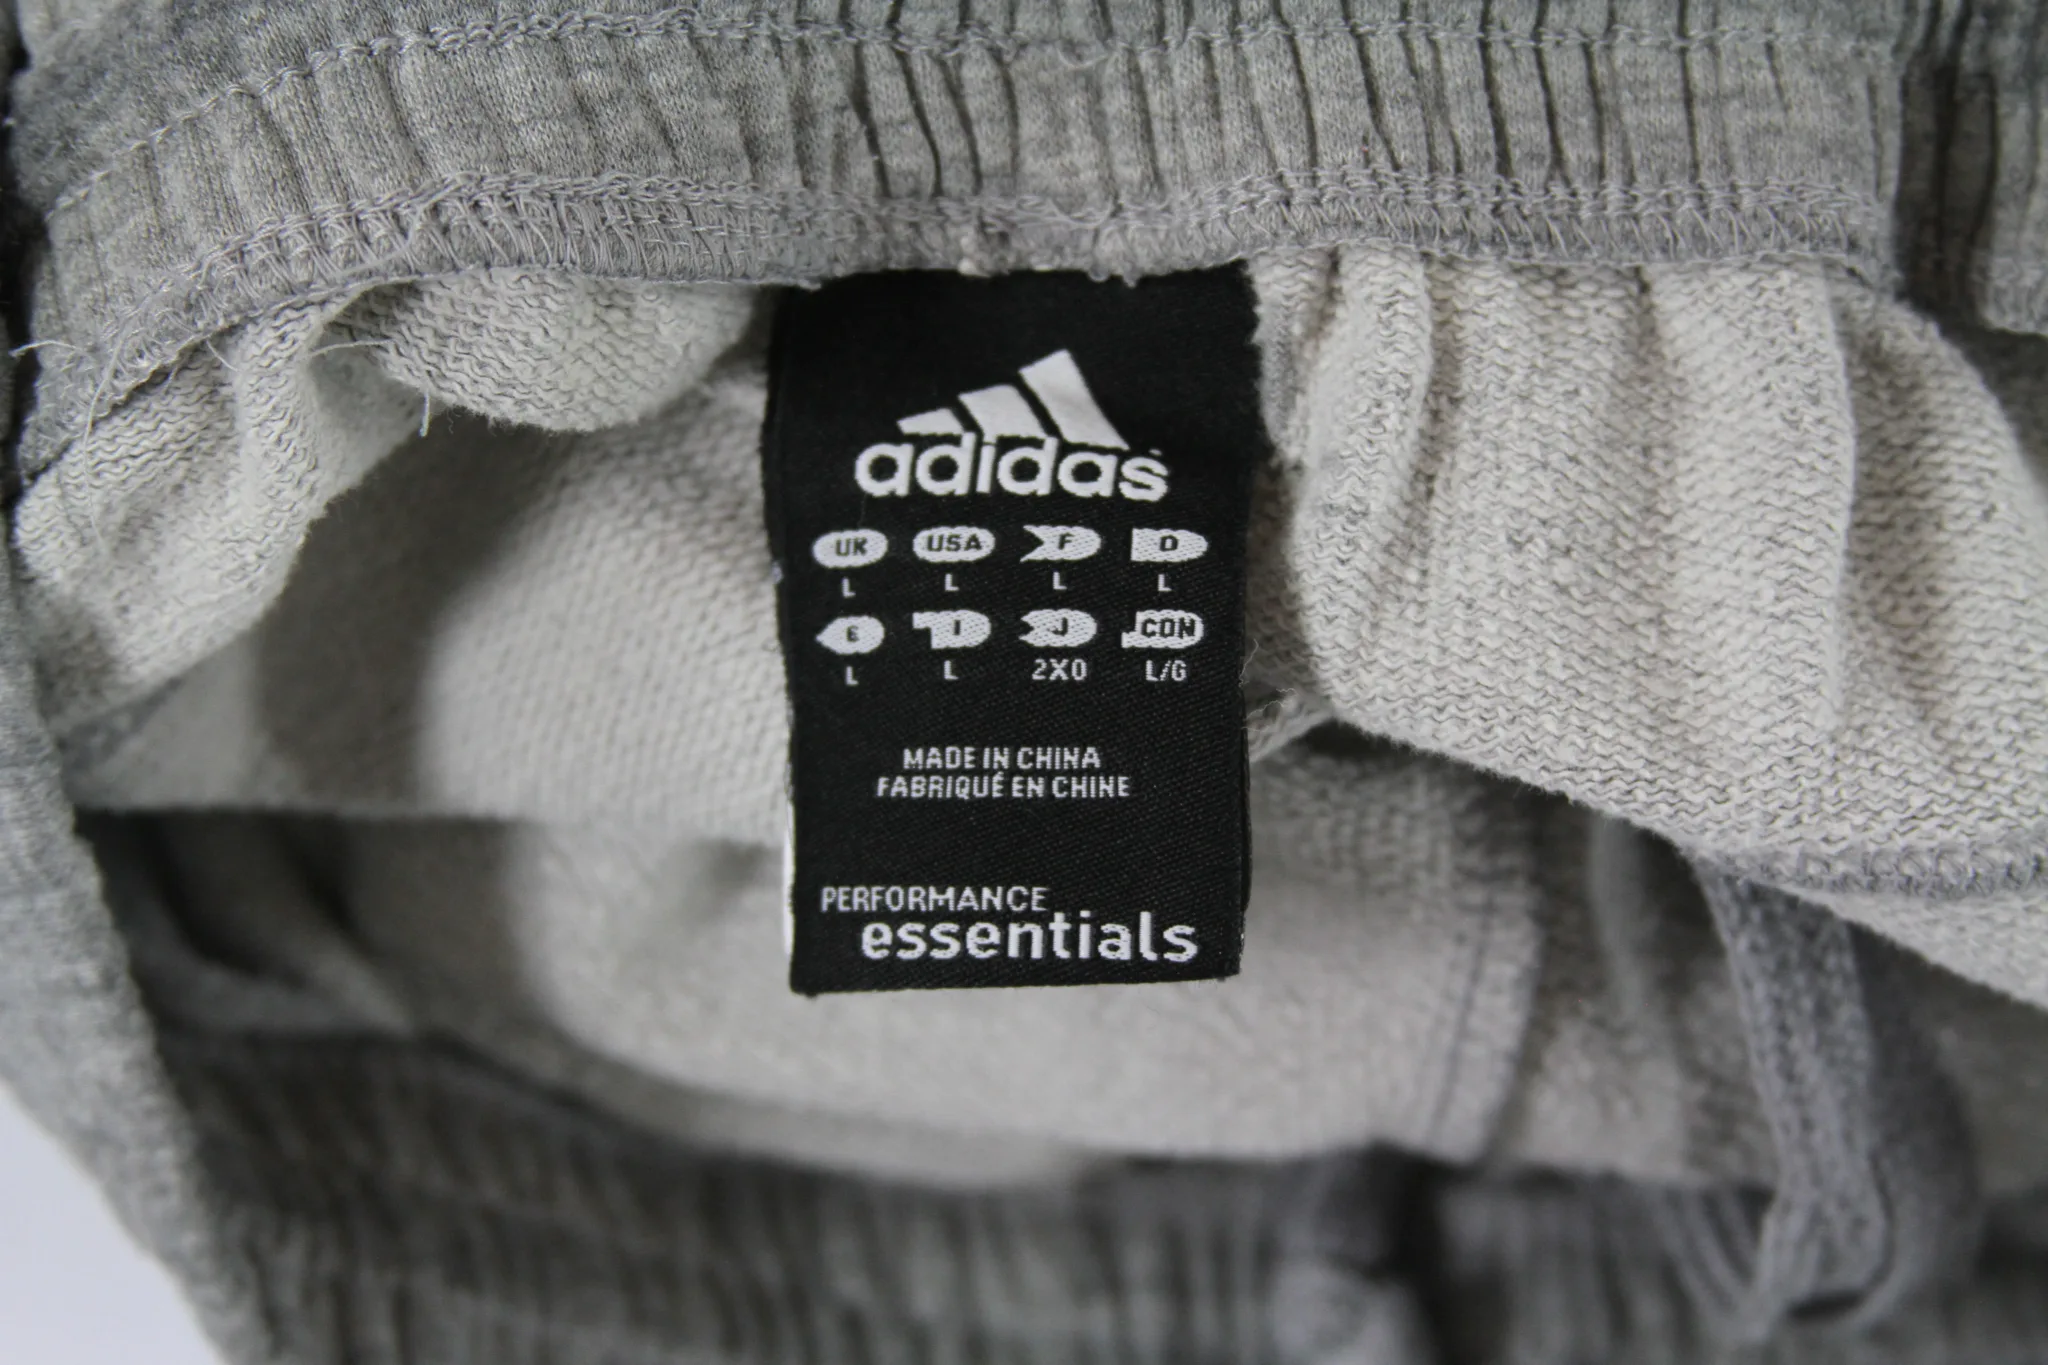 adidas
UK USA F D
L L L L
E I J CON
L L 2XO L/G
MADE IN CHINA
FABRIQUÉ EN CHINE
PERFORMANCE
essentials